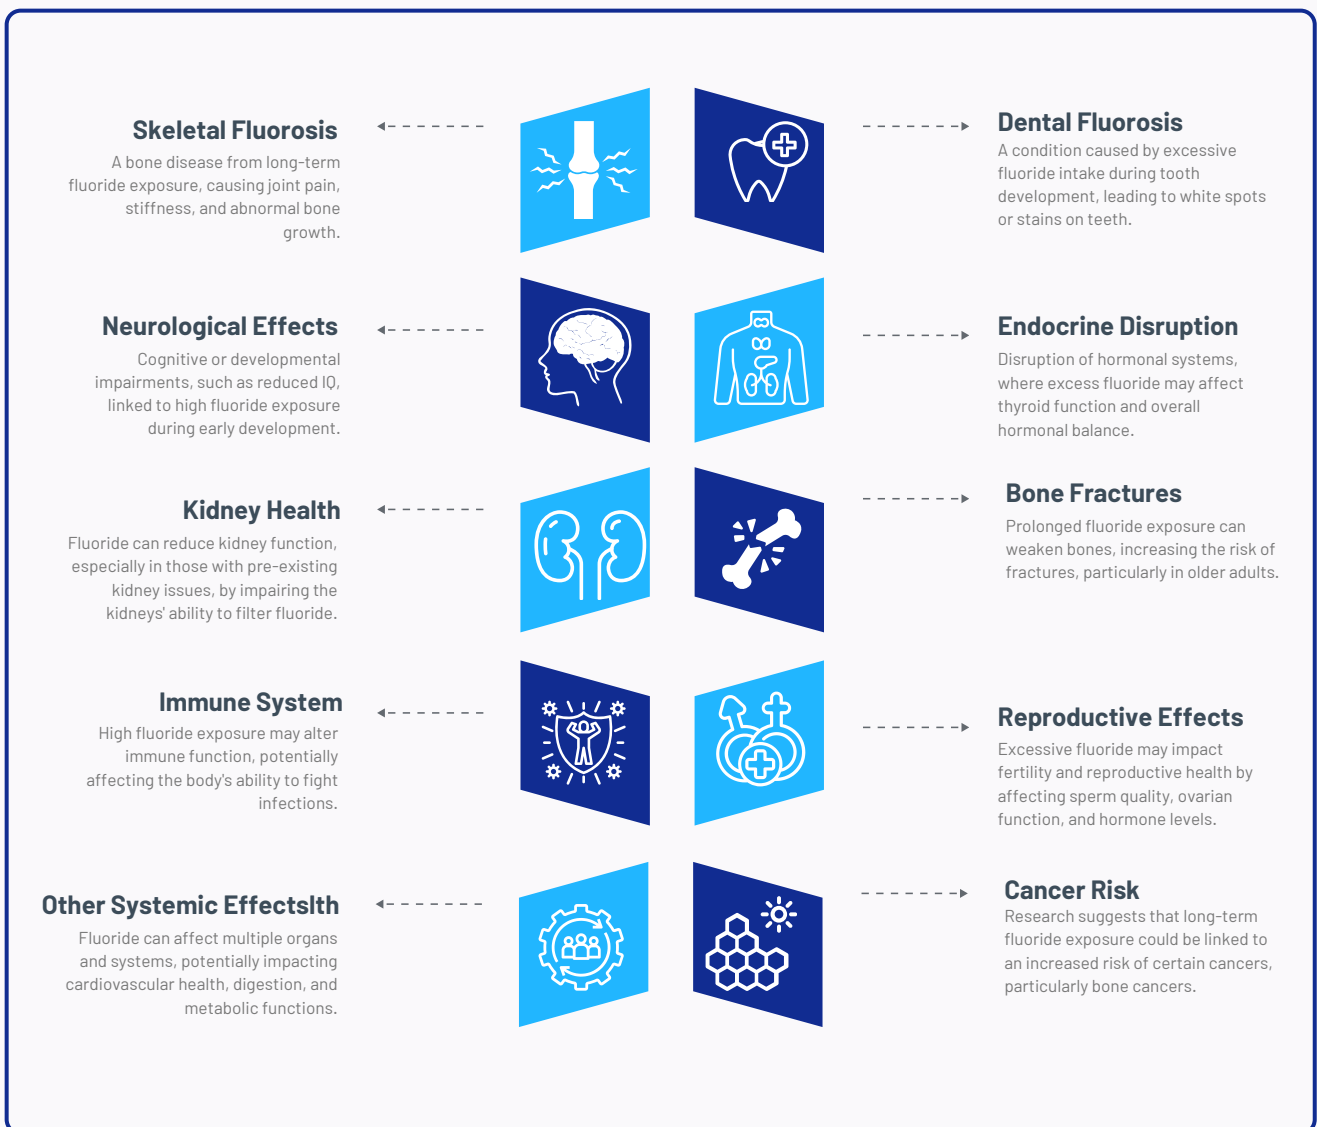 Skeletal Fluorosis
A bone disease from long-term
fluoride exposure, causing joint pain,
stiffness, and abnormal bone
growth.
Dental Fluorosis
A condition caused by excessive
fluoride intake during tooth
development, leading to white spots
or stains on teeth.
Neurological Effects
Cognitive or developmental
impairments, such as reduced IQ,
linked to high fluoride exposure
during early development.
Endocrine Disruption
Disruption of hormonal systems,
where excess fluoride may affect
thyroid function and overall
hormonal balance.
Kidney Health
Fluoride can reduce kidney function,
especially in those with pre-existing
kidney issues, by impairing the
kidneys' ability to filter fluoride.
Bone Fractures
Prolonged fluoride exposure can
weaken bones, increasing the risk of
fractures, particularly in older adults.
Immune System
High fluoride exposure may alter
immune function, potentially
affecting the body's ability to fight
infections.
Reproductive Effects
Excessive fluoride may impact
fertility and reproductive health by
affecting sperm quality, ovarian
function, and hormone levels.
Other Systemic Effectslth
Fluoride can affect multiple organs
and systems, potentially impacting
cardiovascular health, digestion, and
metabolic functions.
Cancer Risk
Research suggests that long-term
fluoride exposure could be linked to
an increased risk of certain cancers,
particularly bone cancers.